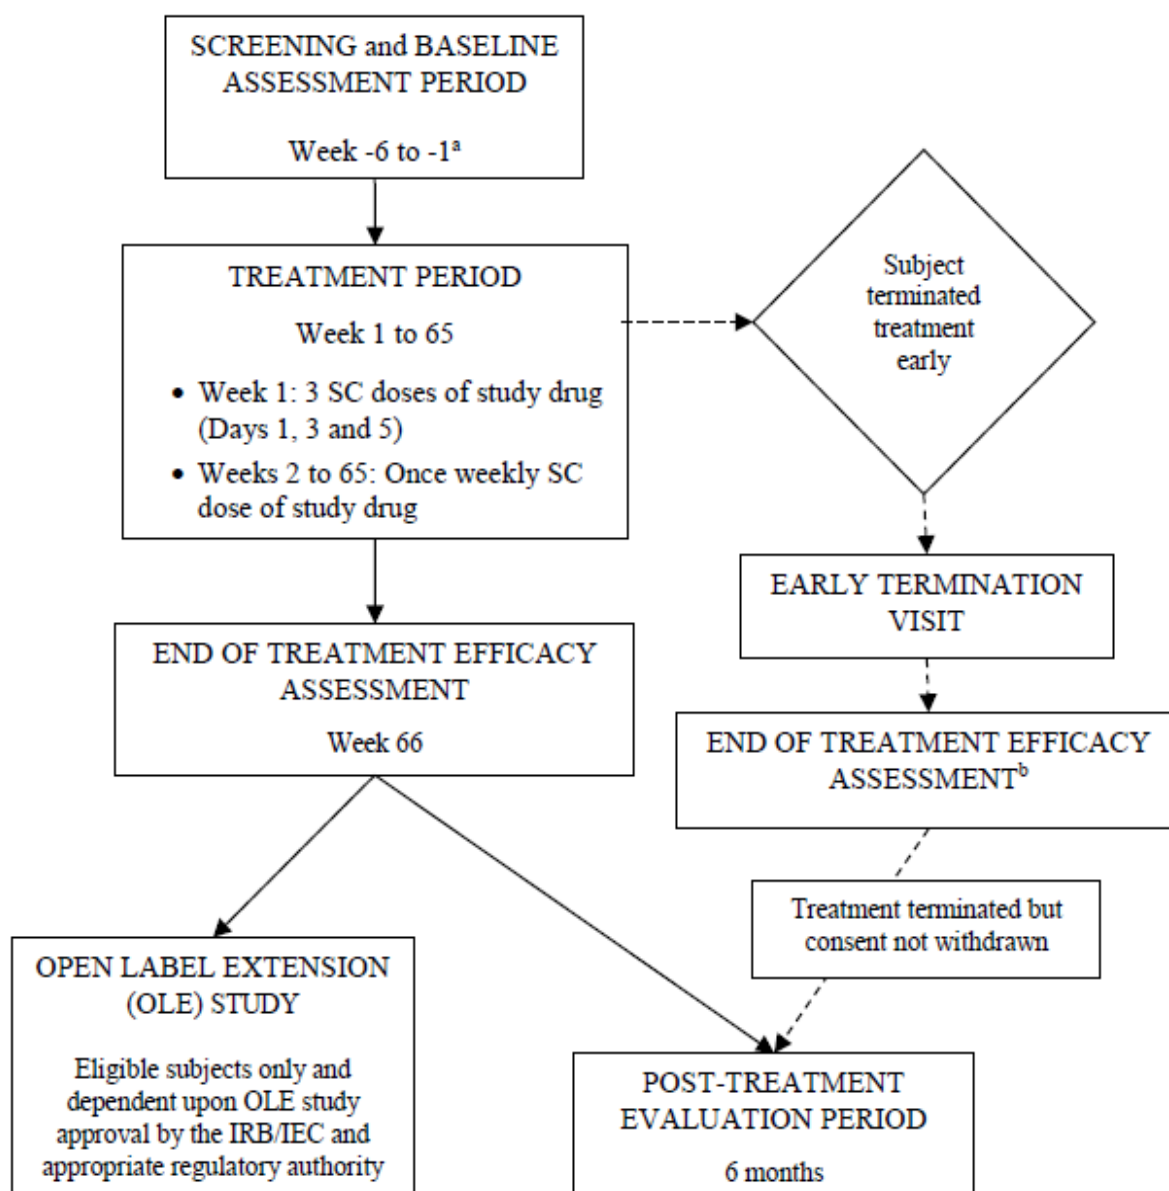 SCREENING and BASELINE
ASSESSMENT PERIOD
Week -6 to -1ᵃ
TREATMENT PERIOD
Week 1 to 65
• Week 1: 3 SC doses of study drug
(Days 1, 3 and 5)
• Weeks 2 to 65: Once weekly SC
dose of study drug
Subject
terminated
treatment
early
EARLY TERMINATION
VISIT
END OF TREATMENT EFFICACY
ASSESSMENT
Week 66
END OF TREATMENT EFFICACY
ASSESSMENTᵇ
Treatment terminated but
consent not withdrawn
OPEN LABEL EXTENSION
(OLE) STUDY
Eligible subjects only and
dependent upon OLE study
approval by the IRB/IEC and
appropriate regulatory authority
POST-TREATMENT
EVALUATION PERIOD
6 months